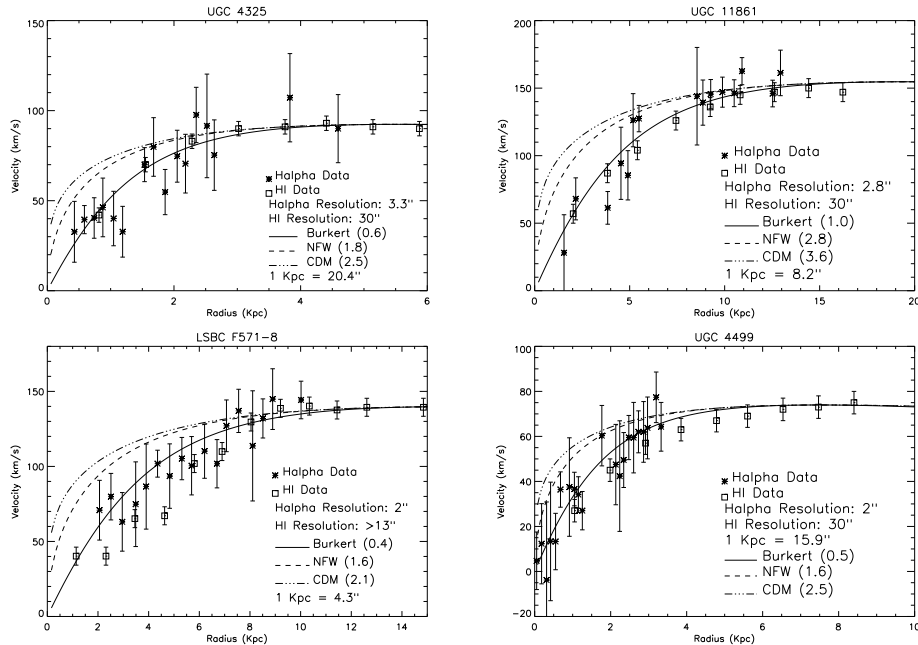 UGC 4325
150
100
50
0
Velocity (km/s)
0
2
4
6
Radius (Kpc)
Halpha Data
HI Data
Halpha Resolution: 3.3"
HI Resolution: 30"
Burkert (0.6)
NFW (1.8)
CDM (2.5)
1 Kpc = 20.4"
UGC 11861
200
150
100
50
0
Velocity (km/s)
0
5
10
15
20
Radius (Kpc)
Halpha Data
HI Data
Halpha Resolution: 2.8"
HI Resolution: 30"
Burkert (1.0)
NFW (2.8)
CDM (3.6)
1 Kpc = 8.2"
LSBC F571-8
150
100
50
0
Velocity (km/s)
0
2
4
6
8
10
12
14
Radius (Kpc)
Halpha Data
HI Data
Halpha Resolution: 2"
HI Resolution: >13"
Burkert (0.4)
NFW (1.6)
CDM (2.1)
1 Kpc = 4.3"
UGC 4499
100
80
60
40
20
0
-20
Velocity (km/s)
0
2
4
6
8
10
Radius (Kpc)
Halpha Data
HI Data
Halpha Resolution: 2"
HI Resolution: 30"
1 Kpc = 15.9"
Burkert (0.5)
NFW (1.6)
CDM (2.5)